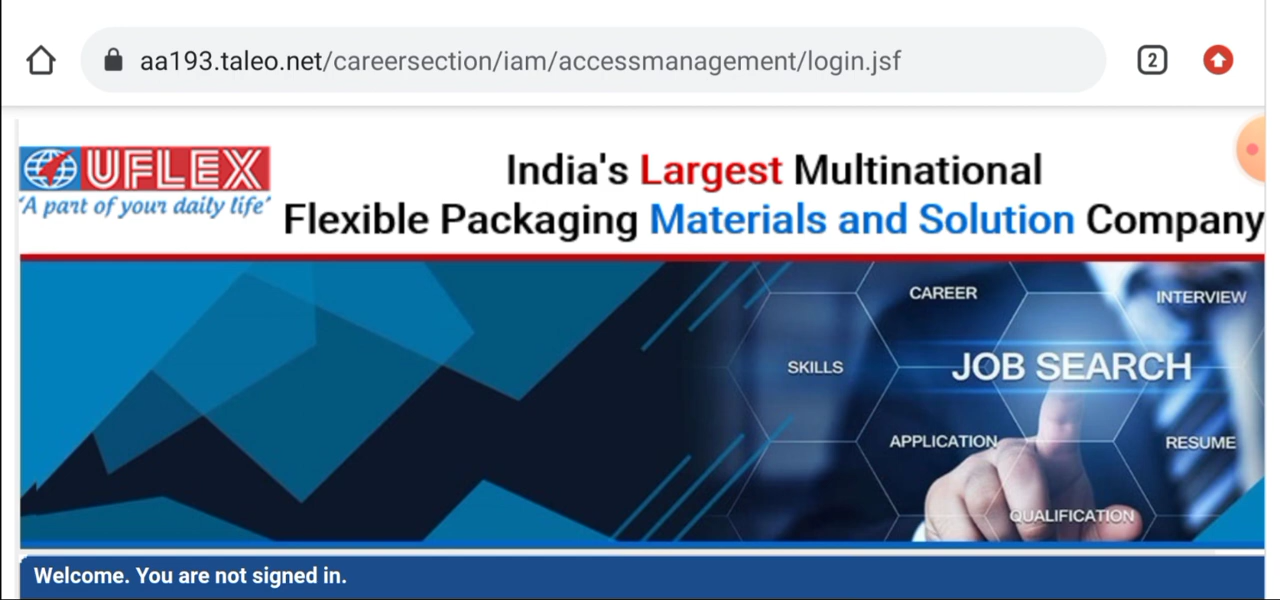 aa193.taleo.net/careersection/iam/accessmanagement/login.jsf
2
UFLEX
'A part of your daily life'
India's Largest Multinational
Flexible Packaging Materials and Solution Company
CAREER
INTERVIEW
SKILLS
JOB SEARCH
APPLICATION
RESUME
QUALIFICATION
Welcome. You are not signed in.